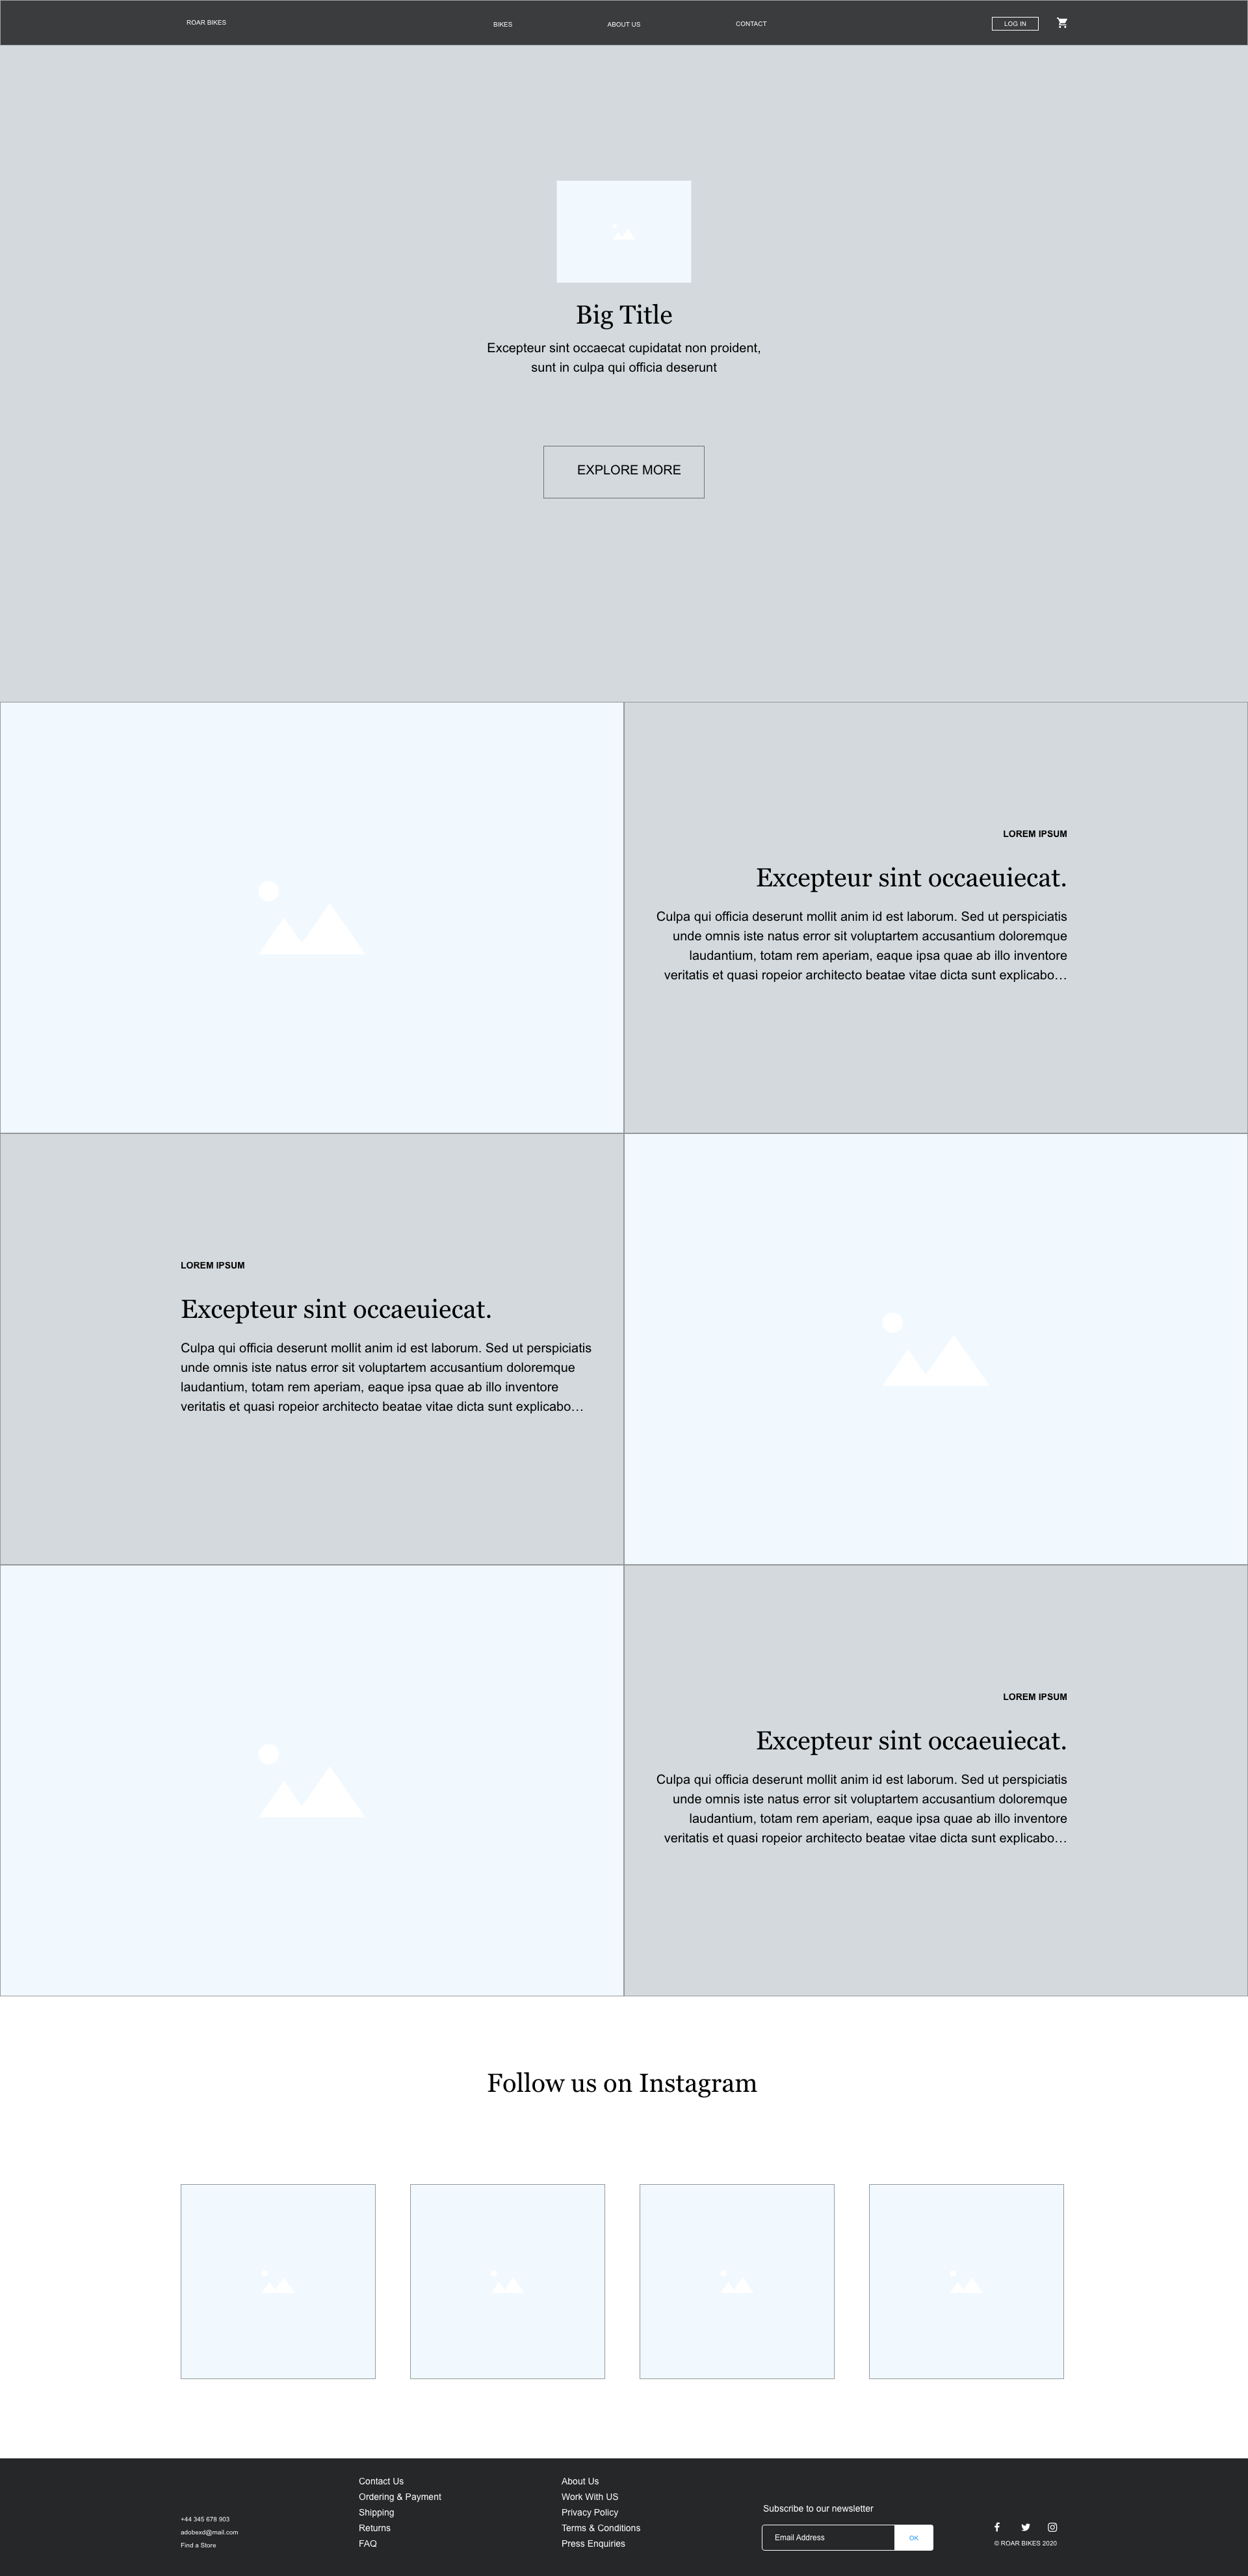 ROAR BIKES
BIKES
ABOUT US
CONTACT
LOG IN
Big Title
Excepteur sint occaecat cupidatat non proident,
sunt in culpa qui officia deserunt
EXPLORE MORE
LOREM IPSUM
Excepteur sint occaeuiecat.
Culpa qui officia deserunt mollit anim id est laborum. Sed ut perspiciatis
unde omnis iste natus error sit voluptartem accusantium doloremque
laudantium, totam rem aperiam, eaque ipsa quae ab illo inventore
veritatis et quasi ropeior architecto beatae vitae dicta sunt explicabo…
LOREM IPSUM
Excepteur sint occaeuiecat.
Culpa qui officia deserunt mollit anim id est laborum. Sed ut perspiciatis
unde omnis iste natus error sit voluptartem accusantium doloremque
laudantium, totam rem aperiam, eaque ipsa quae ab illo inventore
veritatis et quasi ropeior architecto beatae vitae dicta sunt explicabo…
LOREM IPSUM
Excepteur sint occaeuiecat.
Culpa qui officia deserunt mollit anim id est laborum. Sed ut perspiciatis
unde omnis iste natus error sit voluptartem accusantium doloremque
laudantium, totam rem aperiam, eaque ipsa quae ab illo inventore
veritatis et quasi ropeior architecto beatae vitae dicta sunt explicabo…
Follow us on Instagram
+44 345 678 903
adobexd@mail.com
Find a Store
Contact Us
Ordering & Payment
Shipping
Returns
FAQ
About Us
Work With US
Privacy Policy
Terms & Conditions
Press Enquiries
Subscribe to our newsletter
Email Address
OK
© ROAR BIKES 2020